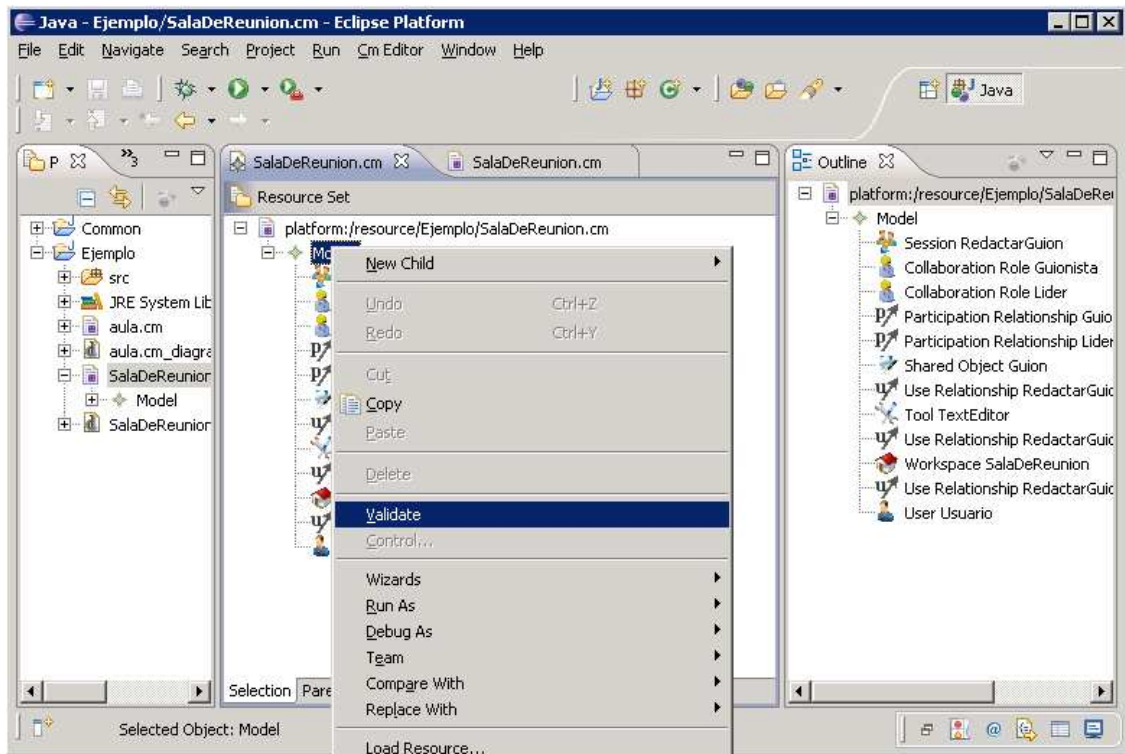 Java - Ejemplo/SalaDeReunion.cm - Eclipse Platform
File Edit Navigate Search Project Run Cm Editor Window Help
Java
P
3
SalaDeReunion.cm
SalaDeReunion.cm
Outline
Resource Set
Common
Ejemplo
src
JRE System Lib
aula.cm
aula.cm_diagra
SalaDeReunior
Model
SalaDeReunior
platform:/resource/Ejemplo/SalaDeReunion.cm
Mo
New Child
Undo Ctrl+Z
Redo Ctrl+Y
Cut
Copy
Paste
Delete
Validate
Control...
Wizards
Run As
Debug As
Team
Compare With
Replace With
Load Resource...
platform:/resource/Ejemplo/SalaDeReu
Model
Session RedactarGuion
Collaboration Role Guionista
Collaboration Role Lider
Participation Relationship Guio
Participation Relationship Lider
Shared Object Guion
Use Relationship RedactarGuic
Tool TextEditor
Use Relationship RedactarGuic
Workspace SalaDeReunion
Use Relationship RedactarGuic
User Usuario
Selection Pare
Selected Object: Model